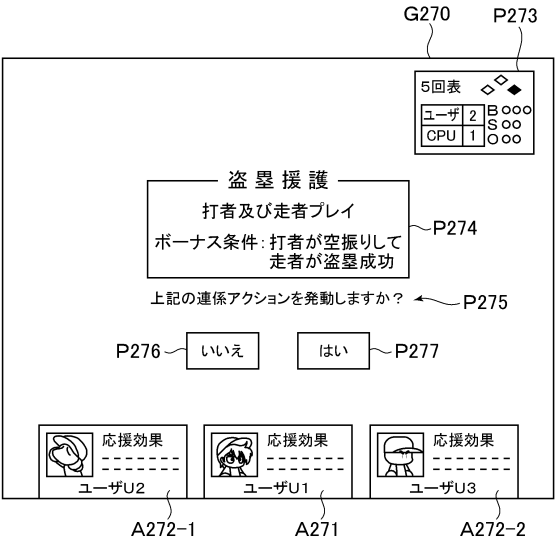 G270
P273
5回表
ユーザ 2
CPU 1
B
S
O
盗塁援護
打者及び走者プレイ
ボーナス条件：打者が空振りして
走者が盗塁成功
P274
上記の連係アクションを発動しますか？
P275
P276
いいえ
はい
P277
応援効果
ユーザU2
応援効果
ユーザU1
応援効果
ユーザU3
A272-1
A271
A272-2